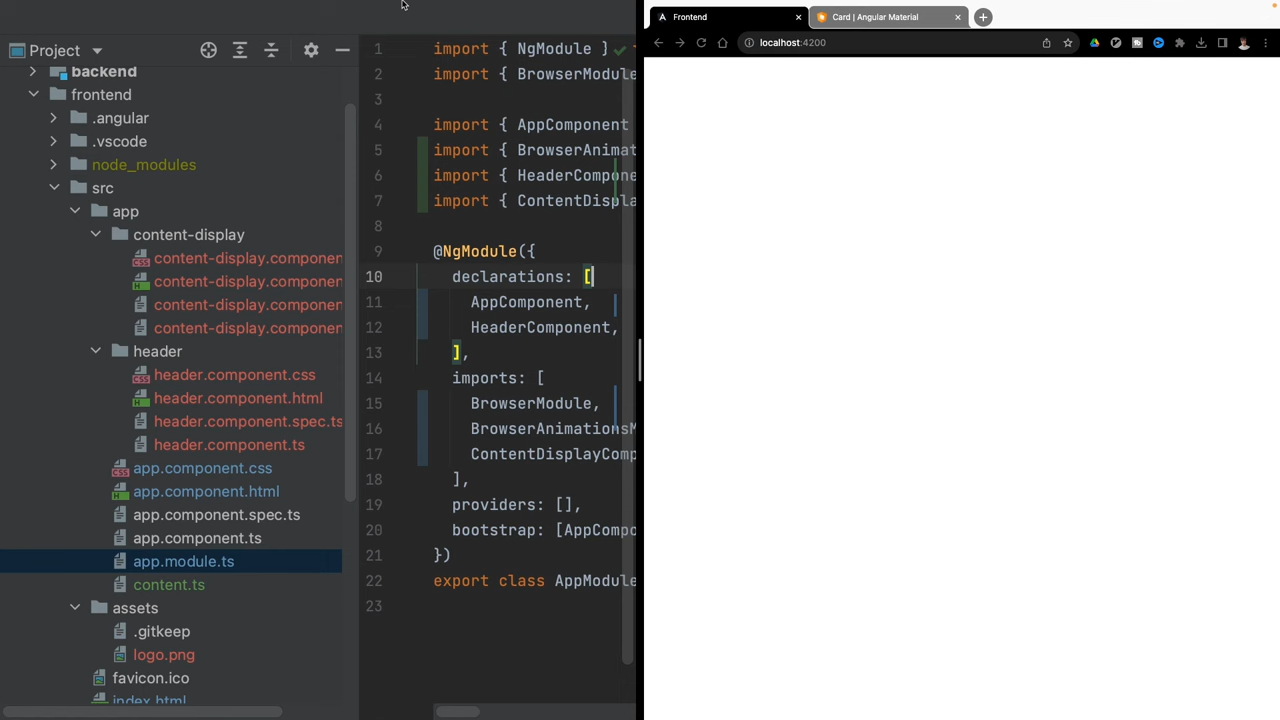 Project
backend
frontend
.angular
.vscode
node_modules
src
app
content-display
content-display.componen
content-display.componen
content-display.componen
content-display.componen
header
header.component.css
header.component.html
header.component.spec.ts
header.component.ts
app.component.css
app.component.html
app.component.spec.ts
app.component.ts
app.module.ts
content.ts
assets
.gitkeep
logo.png
favicon.ico
index.html
1 import { NgModule }
2 import { BrowserModule
3
4 import { AppComponent
5 import { BrowserAnimat
6 import { HeaderCompone
7 import { ContentDispla
8
9 @NgModule({
10 declarations: [
11 AppComponent,
12 HeaderComponent,
13 ],
14 imports: [
15 BrowserModule,
16 BrowserAnimationsM
17 ContentDisplayComp
18 ],
19 providers: [],
20 bootstrap: [AppCompo
21 })
22 export class AppModule
23
Frontend
Card | Angular Material
localhost:4200